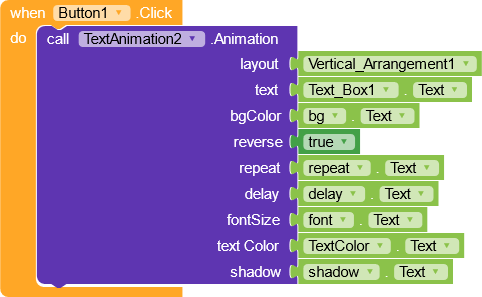 when Button1 .Click
do call TextAnimation2 .Animation
layout Vertical_Arrangement1
text Text_Box1 . Text
bgColor bg . Text
reverse true
repeat repeat . Text
delay delay . Text
fontSize font . Text
text Color TextColor . Text
shadow shadow . Text